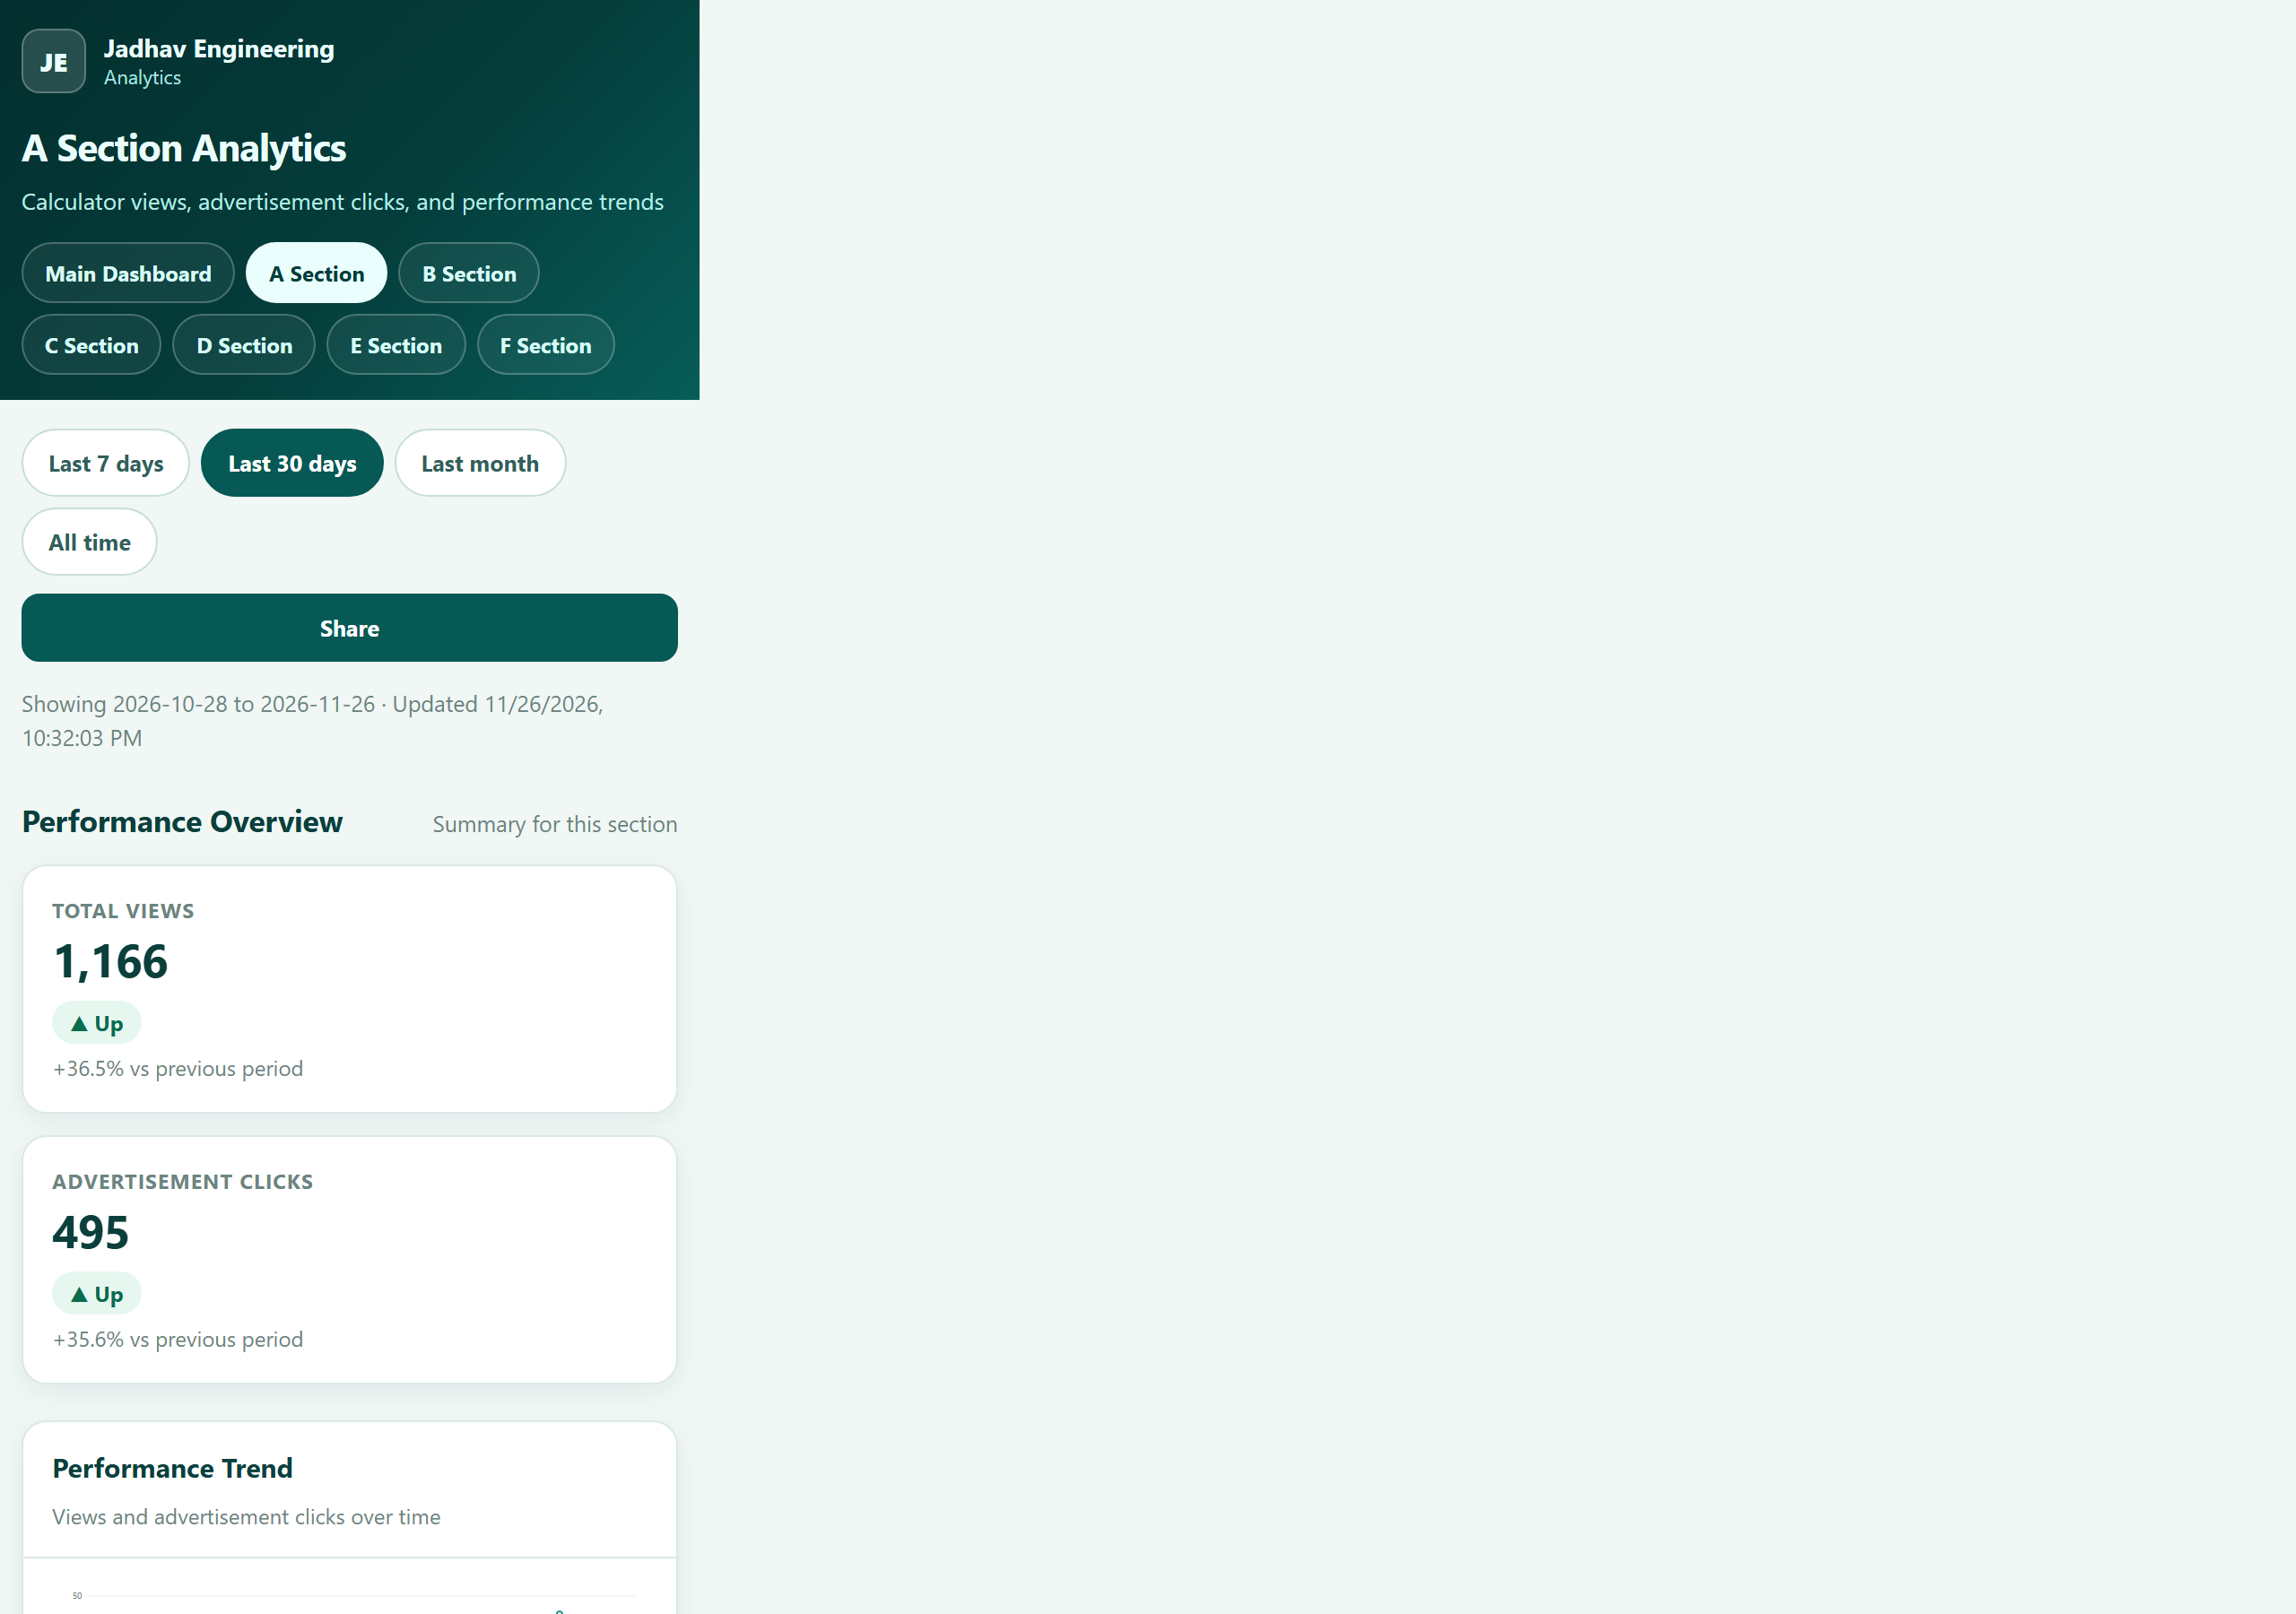 JE
Jadhav Engineering
Analytics
A Section Analytics
Calculator views, advertisement clicks, and performance trends
Main Dashboard
A Section
B Section
C Section
D Section
E Section
F Section
Last 7 days
Last 30 days
Last month
All time
Share
Showing 2026-10-28 to 2026-11-26 · Updated 11/26/2026,
10:32:03 PM
Performance Overview
Summary for this section
TOTAL VIEWS
1,166
▲ Up
+36.5% vs previous period
ADVERTISEMENT CLICKS
495
▲ Up
+35.6% vs previous period
Performance Trend
Views and advertisement clicks over time
50